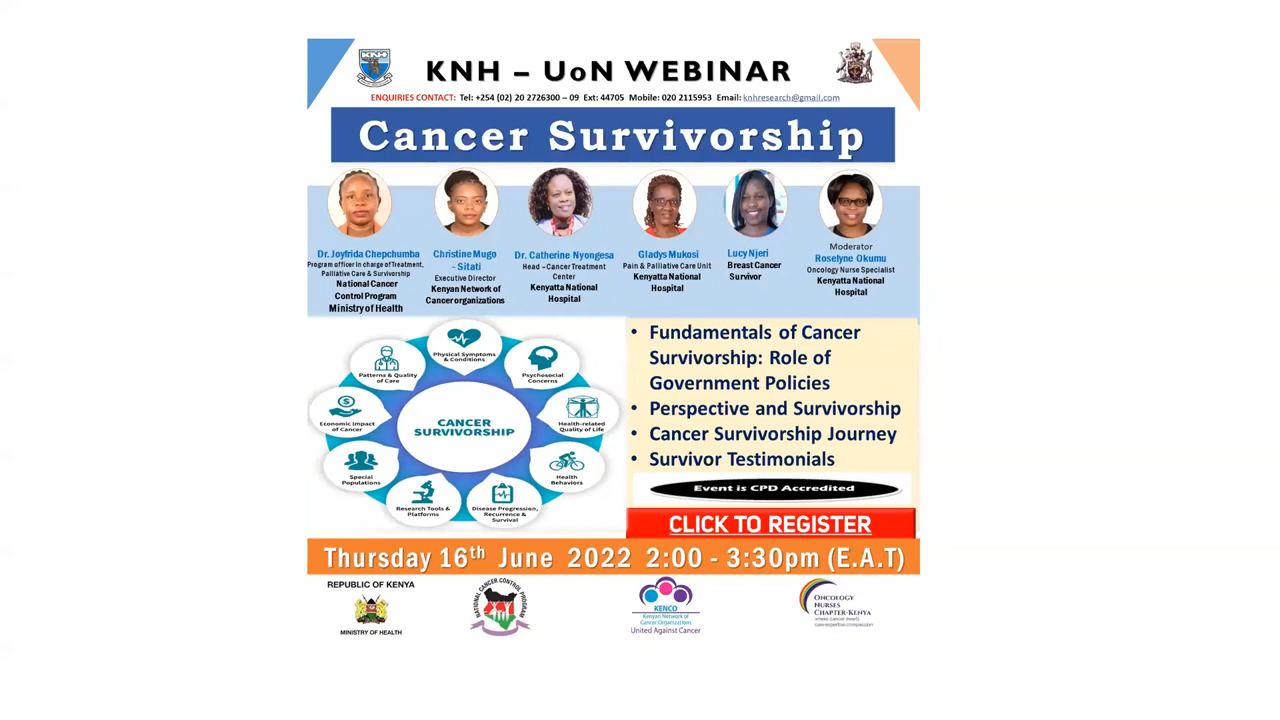 KNH – UoN WEBINAR
ENQUIRIES CONTACT: Tel: +254 (02) 20 2726300 – 09 Ext: 44705 Mobile: 020 2115953 Email: knhresearch@gmail.com
Cancer Survivorship
Dr. Joyfrida Chepchumba
Program officer in charge of Treatment,
Palliative Care & Survivorship
National Cancer
Control Program
Ministry of Health
Christine Mugo
- Sitati
Executive Director
Kenyan Network of
Cancer organizations
Dr. Catherine Nyongesa
Head – Cancer Treatment
Center
Kenyatta National
Hospital
Gladys Mukosi
Pain & Palliative Care Unit
Kenyatta National
Hospital
Lucy Njeri
Breast Cancer
Survivor
Moderator
Roselyne Okumu
Oncology Nurse Specialist
Kenyatta National
Hospital
CANCER
SURVIVORSHIP
Physical Symptoms
& Conditions
Psychosocial
Concerns
Health-related
Quality of Life
Health
Behaviors
Disease Progression,
Recurrence &
Survival
Research Tools &
Platforms
Special
Populations
Economic Impact
of Cancer
Patterns & Quality
of Care
• Fundamentals of Cancer
Survivorship: Role of
Government Policies
• Perspective and Survivorship
• Cancer Survivorship Journey
• Survivor Testimonials
Event is CPD Accredited
CLICK TO REGISTER
Thursday 16th June 2022 2:00 - 3:30pm (E.A.T)
REPUBLIC OF KENYA
MINISTRY OF HEALTH
NATIONAL CANCER CONTROL PROGRAM
KENCO
Kenyan Network of
Cancer Organizations
United Against Cancer
ONCOLOGY
NURSES
CHAPTER-KENYA
where cancer meets
care expertise compassion
KNH